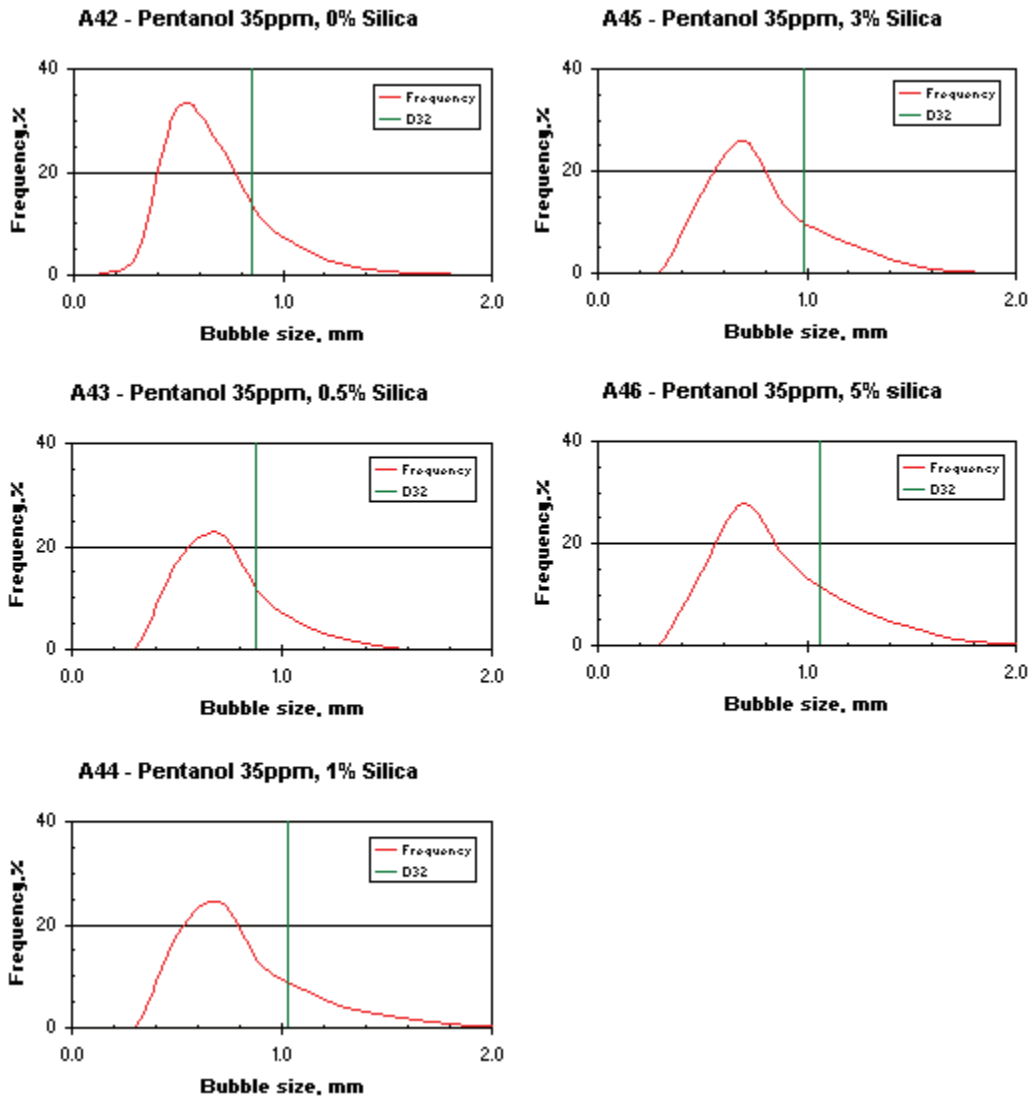 A42 - Pentanol 35ppm, 0% Silica
Frequency,%
40
20
0
Frequency
D32
0.0 1.0 2.0
Bubble size, mm
A45 - Pentanol 35ppm, 3% Silica
Frequency,%
40
20
0
Frequency
D32
0.0 1.0 2.0
Bubble size, mm
A43 - Pentanol 35ppm, 0.5% Silica
Frequency,%
40
20
0
Frequency
D32
0.0 1.0 2.0
Bubble size, mm
A46 - Pentanol 35ppm, 5% silica
Frequency,%
40
20
0
Frequency
D32
0.0 1.0 2.0
Bubble size, mm
A44 - Pentanol 35ppm, 1% Silica
Frequency,%
40
20
0
Frequency
D32
0.0 1.0 2.0
Bubble size, mm